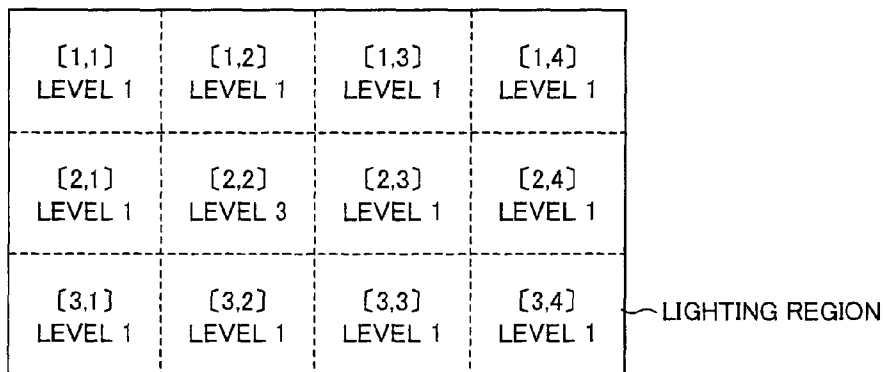 〔1,1〕 〔1,2〕 〔1,3〕 〔1,4〕
LEVEL 1 LEVEL 1 LEVEL 1 LEVEL 1
〔2,1〕 〔2,2〕 〔2,3〕 〔2,4〕
LEVEL 1 LEVEL 3 LEVEL 1 LEVEL 1
〔3,1〕 〔3,2〕 〔3,3〕 〔3,4〕
LEVEL 1 LEVEL 1 LEVEL 1 LEVEL 1
LIGHTING REGION